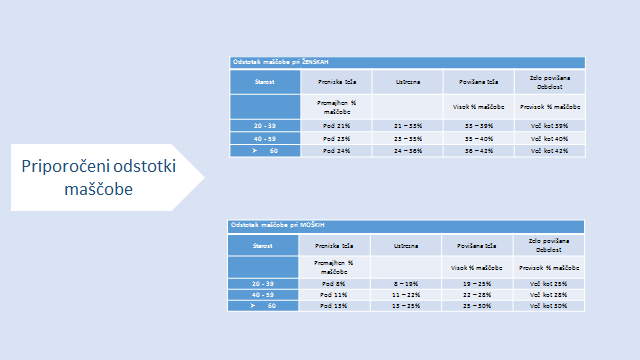 Priporočeni odstotki
maščobe
Odstotek maščobe pri ŽENSKAH
Starost Prenizka teža Ustrezna Povišana teža Zelo povišana
Debelost
Premajhen %
maščobe Visok % maščobe Previsok % maščobe
20 - 39 Pod 21% 21 – 33% 33 – 39% Več kot 39%
40 - 59 Pod 23% 23 – 35% 35 – 40% Več kot 40%
➢ 60 Pod 24% 24 – 36% 36 – 42% Več kot 42%
Odstotek maščobe pri MOŠKIH
Starost Prenizka teža Ustrezna Povišana teža Zelo povišana
Debelost
Premajhen %
maščobe Visok % maščobe Previsok % maščobe
20 - 39 Pod 8% 8 – 19% 19 – 25% Več kot 25%
40 - 59 Pod 11% 11 – 22% 22 – 28% Več kot 28%
➢ 60 Pod 13% 13 – 25% 25 – 30% Več kot 30%